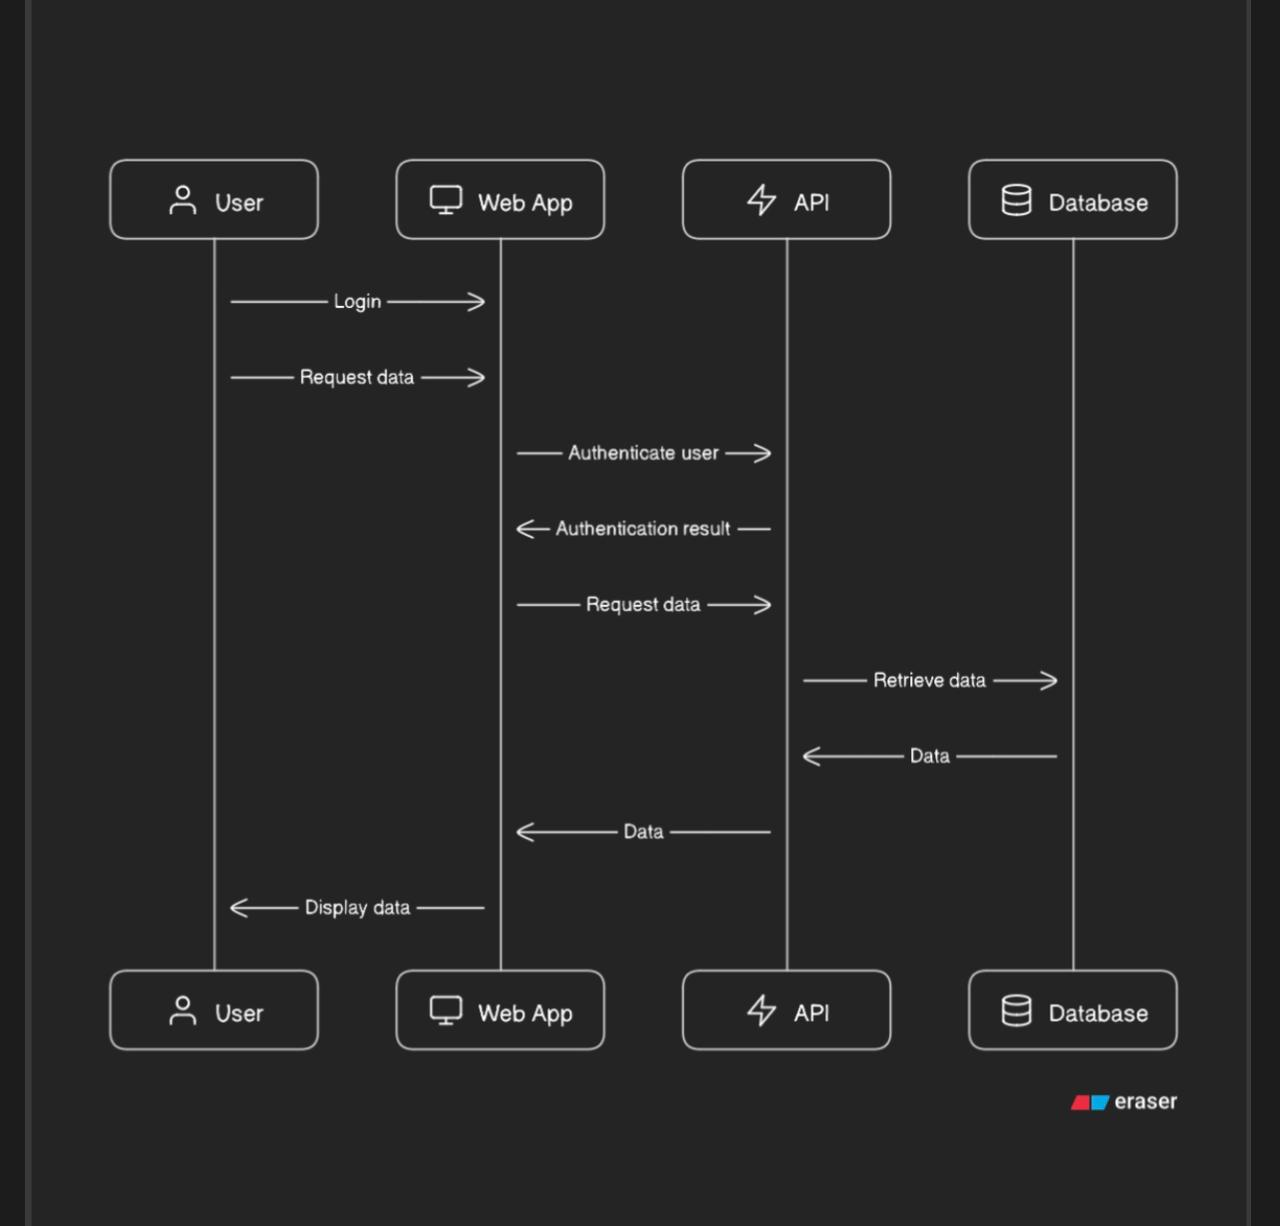 User
Web App
API
Database
Login
Request data
Authenticate user
Authentication result
Request data
Retrieve data
Data
Data
Display data
User
Web App
API
Database
eraser